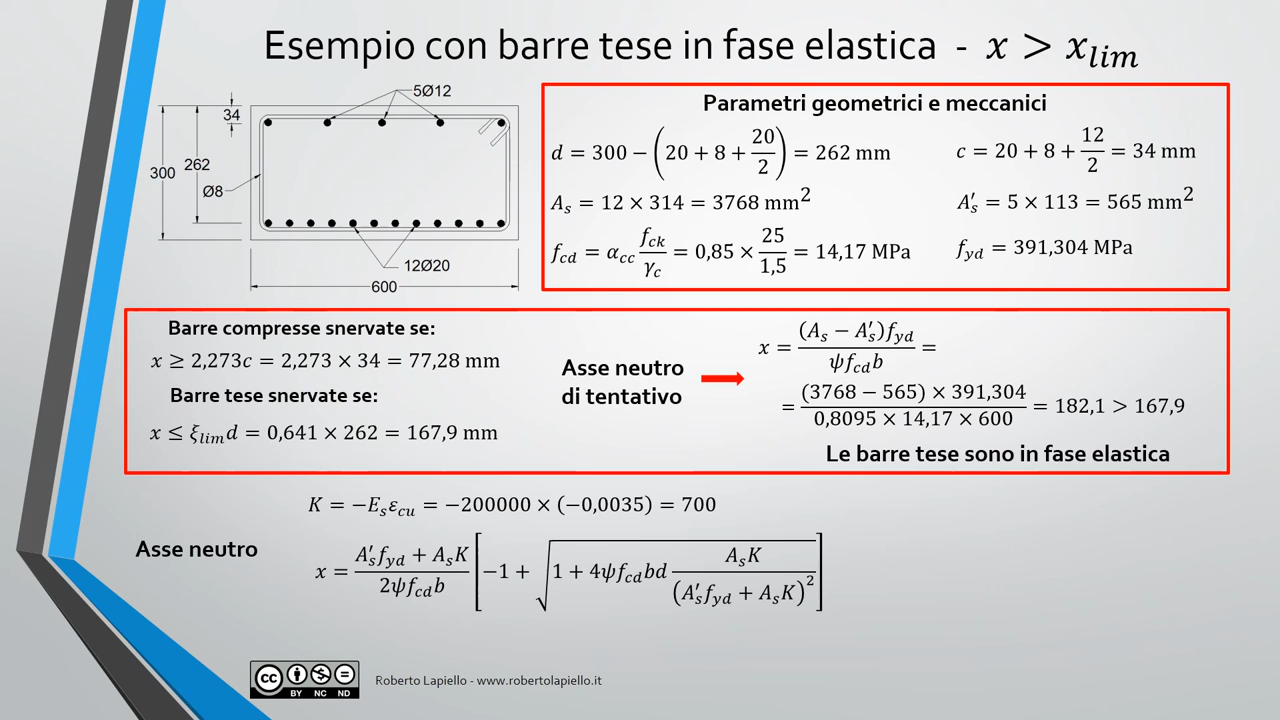 Esempio con barre tese in fase elastica - x > x_lim
5Ø12
34
300
262
Ø8
12Ø20
600
Parametri geometrici e meccanici
d = 300 − (20 + 8 + 20/2) = 262 mm
c = 20 + 8 + 12/2 = 34 mm
A_s = 12 × 314 = 3768 mm²
A′_s = 5 × 113 = 565 mm²
f_cd = α_cc f_ck/γ_c = 0,85 × 25/1,5 = 14,17 MPa
f_yd = 391,304 MPa
Barre compresse snervate se:
x ≥ 2,273c = 2,273 × 34 = 77,28 mm
Barre tese snervate se:
x ≤ ξ_lim d = 0,641 × 262 = 167,9 mm
Asse neutro
di tentativo
x = (A_s − A′_s)f_yd / ψf_cd b =
= (3768 − 565) × 391,304 / 0,8095 × 14,17 × 600 = 182,1 > 167,9
Le barre tese sono in fase elastica
K = −E_s ε_cu = −200000 × (−0,0035) = 700
Asse neutro
x = A′_s f_yd + A_s K / 2ψf_cd b [−1 + √(1 + 4ψf_cd bd A_s K / (A′_s f_yd + A_s K)²)]
cc BY NC ND
Roberto Lapiello - www.robertolapiello.it